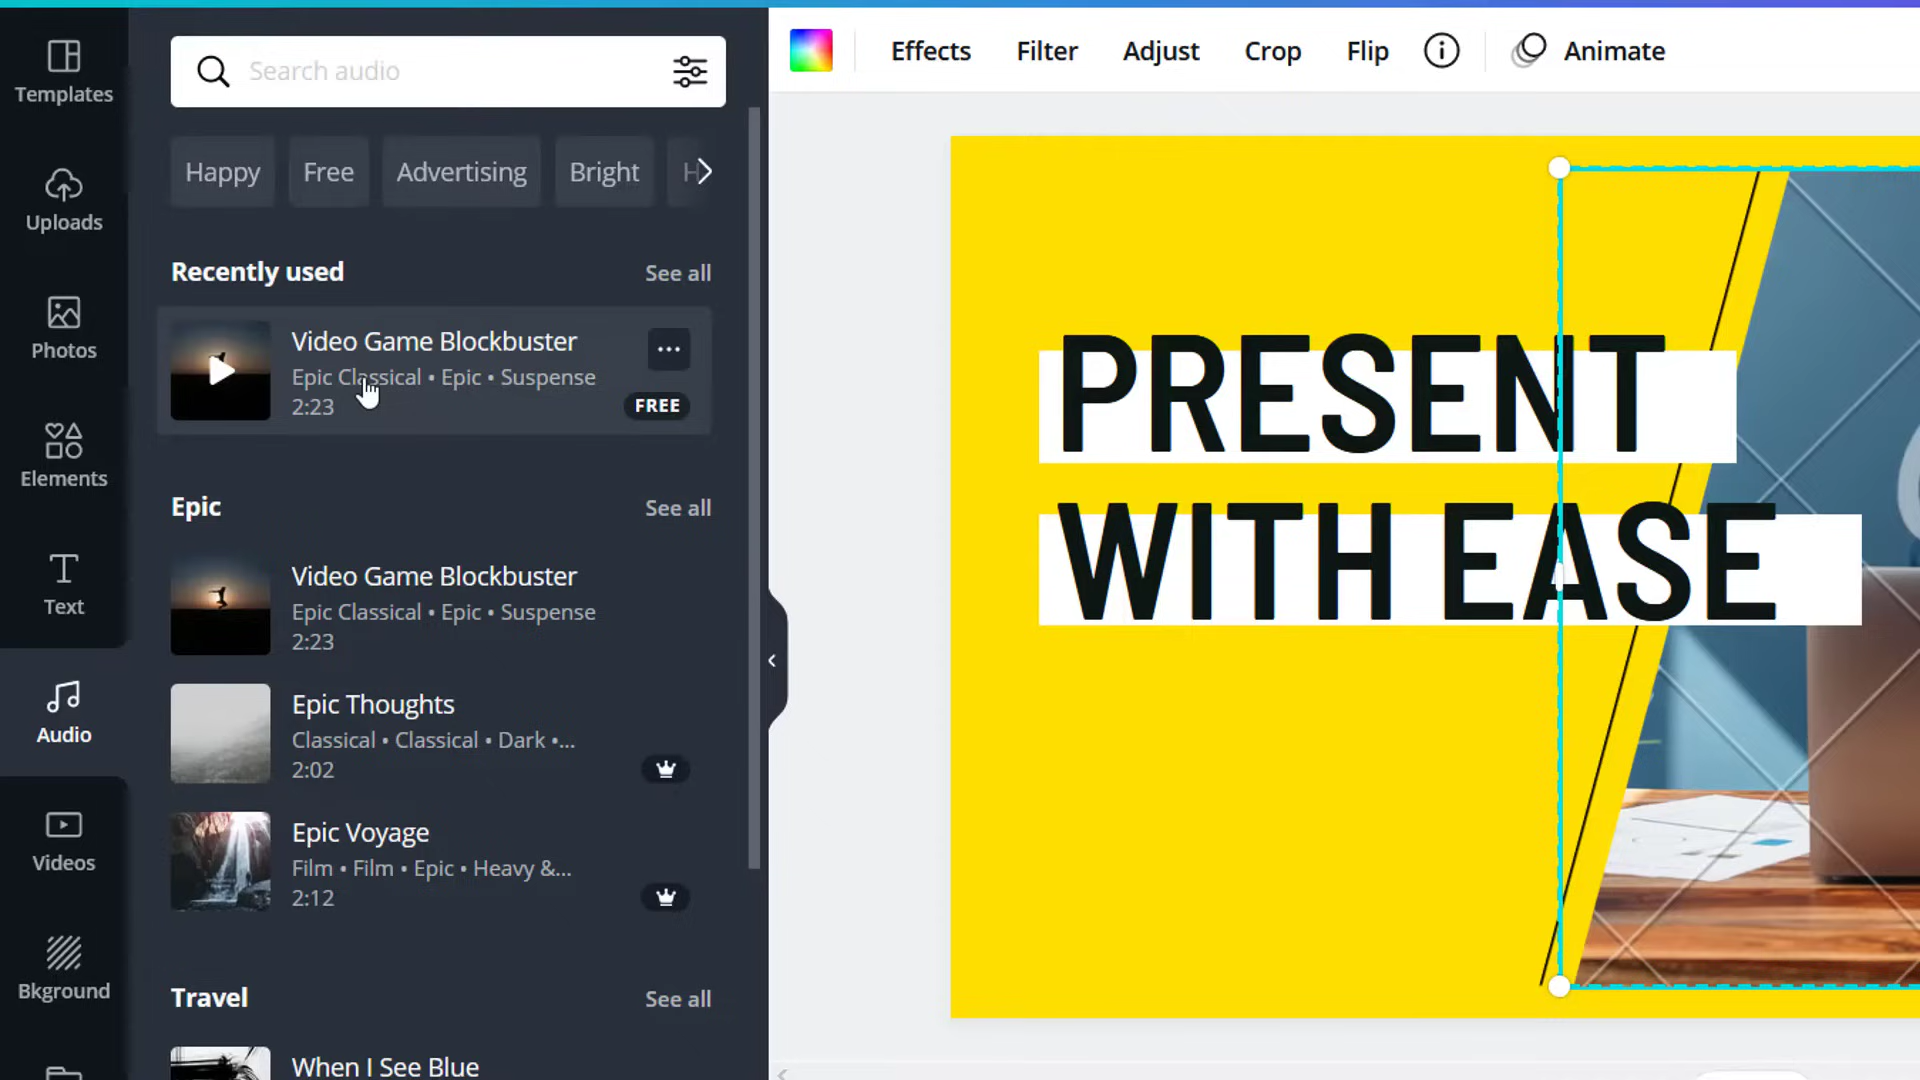 Templates
Uploads
Photos
Elements
Text
Audio
Videos
Bkground
Search audio
Happy Free Advertising Bright H
Recently used See all
Video Game Blockbuster
Epic Classical • Epic • Suspense
2:23 FREE
Epic See all
Video Game Blockbuster
Epic Classical • Epic • Suspense
2:23
Epic Thoughts
Classical • Classical • Dark •...
2:02
Epic Voyage
Film • Film • Epic • Heavy &...
2:12
Travel See all
When I See Blue
Effects Filter Adjust Crop Flip Animate
PRESENT
WITH EASE